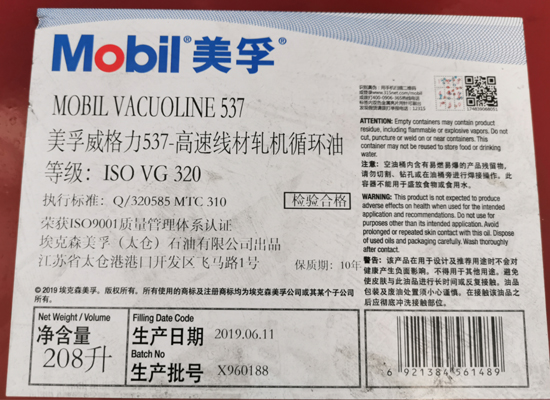 Mobil®美孚
MOBIL VACUOLINE 537
美孚威格力537-高速线材轧机循环油
等级：ISO VG 320
执行标准：Q/320585 MTC 310
检验合格
荣获ISO9001质量管理体系认证
埃克森美孚（太仓）石油有限公司出品
江苏省太仓港港口开发区飞马路1号
保质期：10年
© 2019 埃克森美孚。版权所有。所有使用的商标及注册商标均为埃克森美孚公司或其某个子公司所有。
ATTENTION: Empty containers may contain product
residue, including flammable or explosive vapors. Do not
cut, puncture or weld on or near containers. This
container may not be reused to store food or drinking
water.
注意：空油桶内含有易燃易爆的产品残留物。
请勿切割、钻孔或在油桶旁进行焊接操作。此
容器不能用于盛放食物或食用水。
WARNING: This product is not expected to produce
adverse effects on health when used for the intended
application and recommendations. Do not use for
purposes other than its intended application. Avoid
prolonged or repeated skin contact with this oil. Dispose
of used oils and packaging carefully. Wash thoroughly
after contact.
警告：该产品在用于设计及推荐用途时不会对
健康产生负面影响。不得用于其他用途。避免
使皮肤与此油品进行长时间或反复接触。油品
包装及废油处置须小心谨慎。在接触该油品之
后应彻底冲洗接触部位。
Net Weight / Volume
净含量
208升
Filling Date Code
生产日期 2019.06.11
Batch No
生产批号 X960188
6 921384 561489